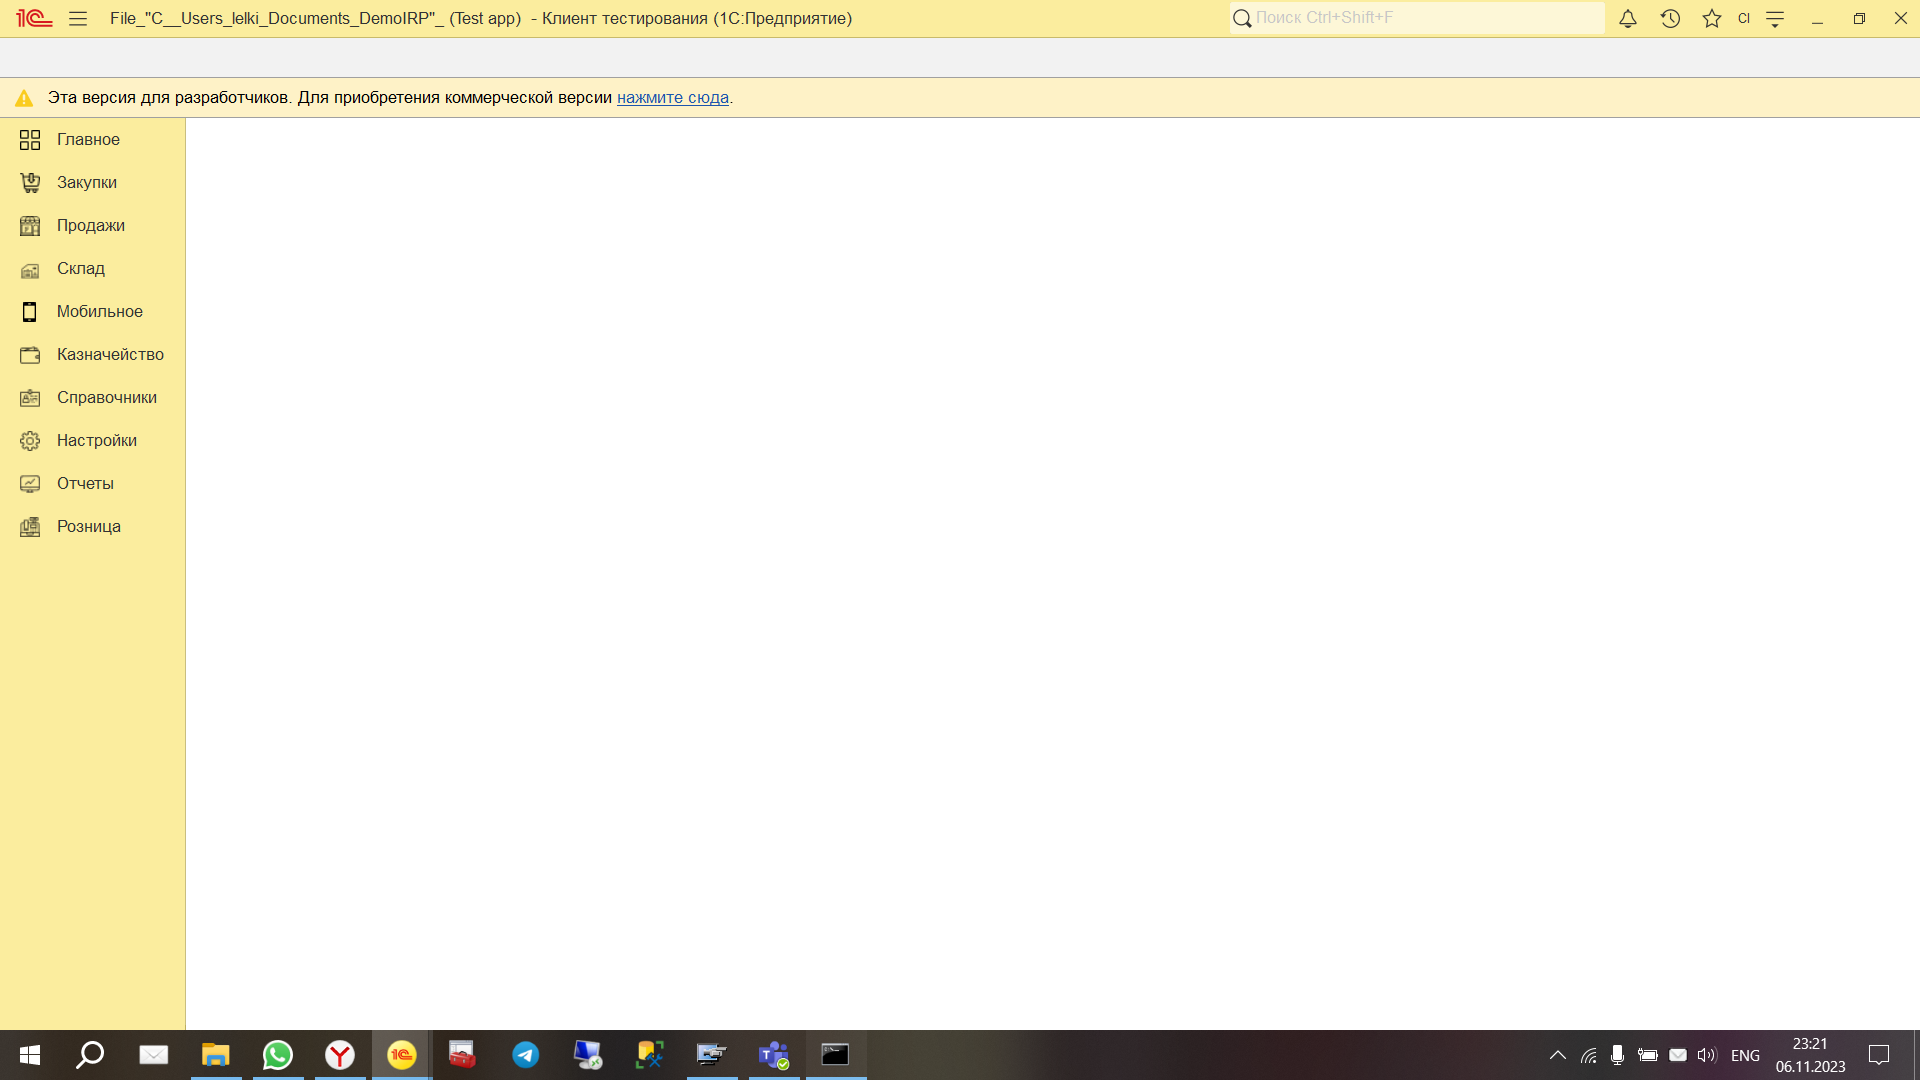 File_"C__Users_lelki_Documents_DemoIRP"_ (Test app) - Клиент тестирования (1С:Предприятие)
Поиск Ctrl+Shift+F
CI
Эта версия для разработчиков. Для приобретения коммерческой версии нажмите сюда.
Главное
Закупки
Продажи
Склад
Мобильное
Казначейство
Справочники
Настройки
Отчеты
Розница
ENG
23:21
06.11.2023